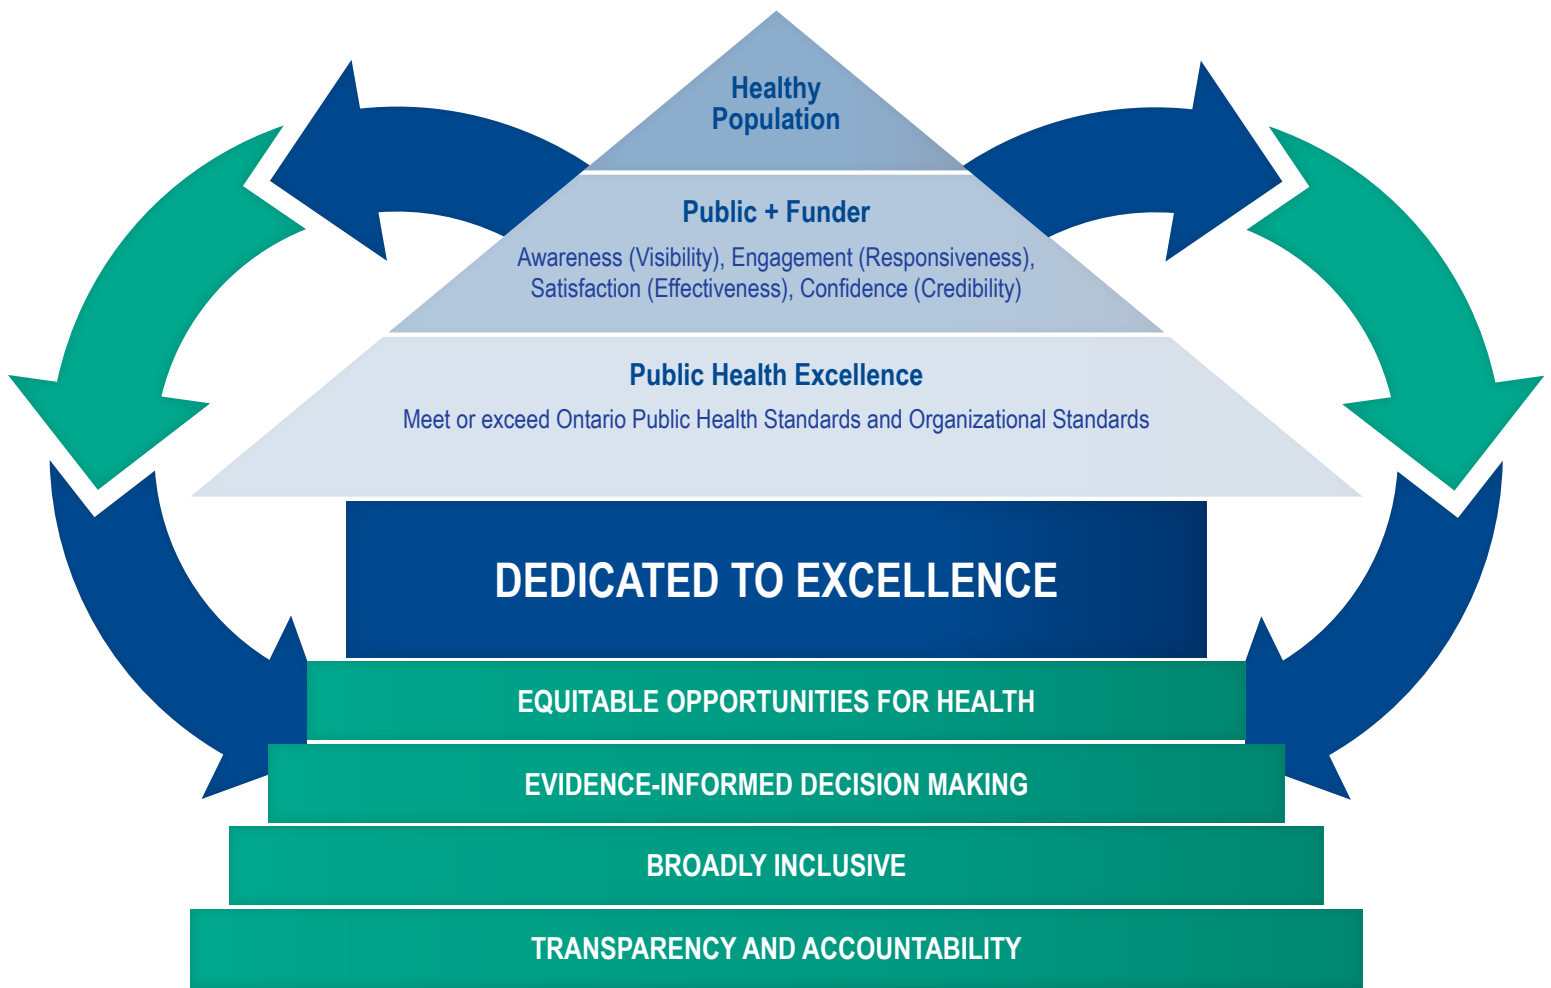 Healthy
Population
Public + Funder
Awareness (Visibility), Engagement (Responsiveness),
Satisfaction (Effectiveness), Confidence (Credibility)
Public Health Excellence
Meet or exceed Ontario Public Health Standards and Organizational Standards
DEDICATED TO EXCELLENCE
EQUITABLE OPPORTUNITIES FOR HEALTH
EVIDENCE-INFORMED DECISION MAKING
BROADLY INCLUSIVE
TRANSPARENCY AND ACCOUNTABILITY